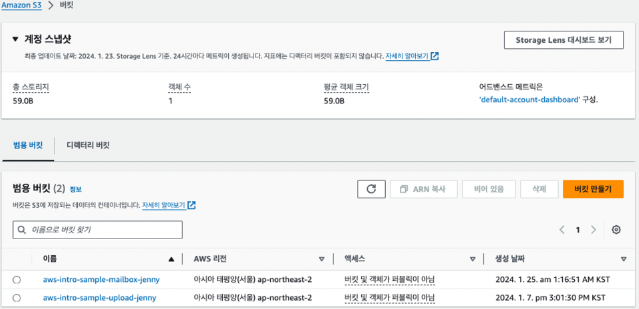 Amazon S3 > 버킷
▼ 계정 스냅샷
Storage Lens 대시보드 보기
최종 업데이트 날짜: 2024. 1. 23. Storage Lens 기준. 24시간마다 메트릭이 생성됩니다. 지표에는 디렉터리 버킷이 포함되지 않습니다. 자세히 알아보기
총 스토리지 객체 수 평균 객체 크기 어드밴스드 메트릭은
59.0B 1 59.0B 'default-account-dashboard' 구성.
범용 버킷 디렉터리 버킷
범용 버킷 (2) 정보
ARN 복사 비어 있음 삭제 버킷 만들기
버킷은 S3에 저장되는 데이터의 컨테이너입니다. 자세히 알아보기
이름으로 버킷 찾기
< 1 >
이름 ▲ AWS 리전 ▽ 액세스 ▽ 생성 날짜 ▽
aws-intro-sample-mailbox-jenny 아시아 태평양(서울) ap-northeast-2 버킷 및 객체가 퍼블릭이 아님 2024. 1. 25. am 1:16:51 AM KST
aws-intro-sample-upload-jenny 아시아 태평양(서울) ap-northeast-2 버킷 및 객체가 퍼블릭이 아님 2024. 1. 7. pm 3:01:30 PM KST